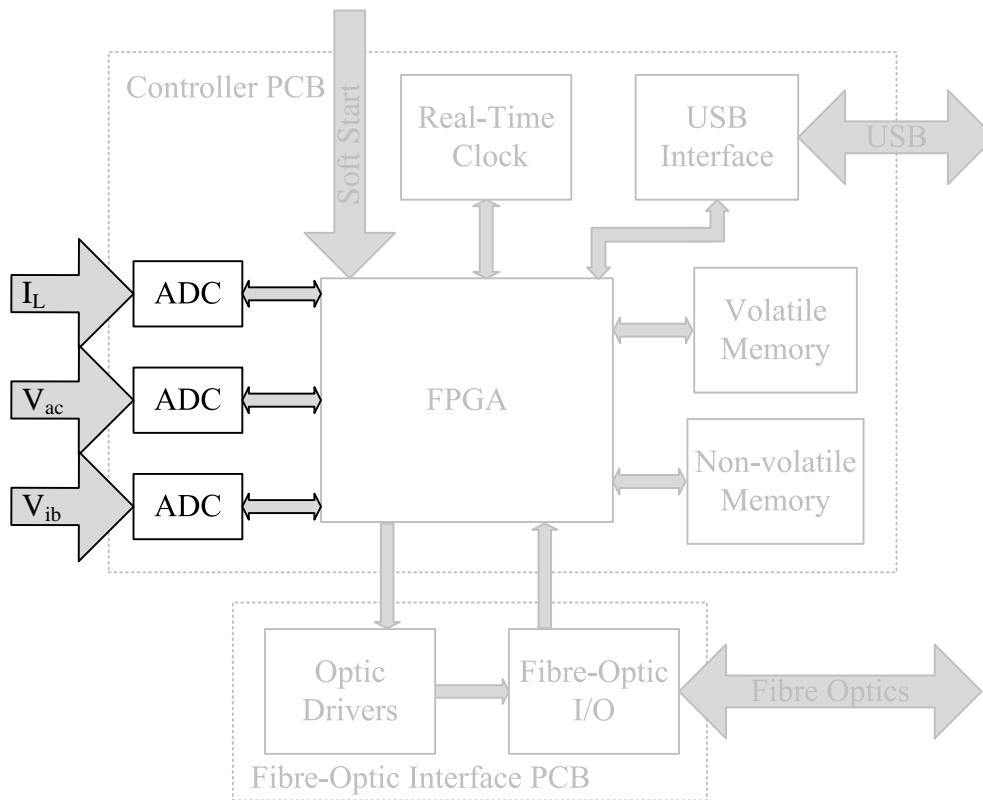 Controller PCB
Soft Start
Real-Time
Clock
USB
Interface
USB
I_L
ADC
V_ac
ADC
V_ib
ADC
FPGA
Volatile
Memory
Non-volatile
Memory
Optic
Drivers
Fibre-Optic
I/O
Fibre Optics
Fibre-Optic Interface PCB